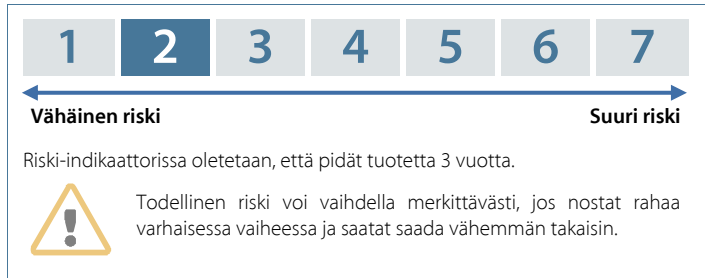 1 2 3 4 5 6 7
Vähäinen riski Suuri riski
Riski-indikaattorissa oletetaan, että pidät tuotetta 3 vuotta.
Todellinen riski voi vaihdella merkittävästi, jos nostat rahaa
varhaisessa vaiheessa ja saatat saada vähemmän takaisin.